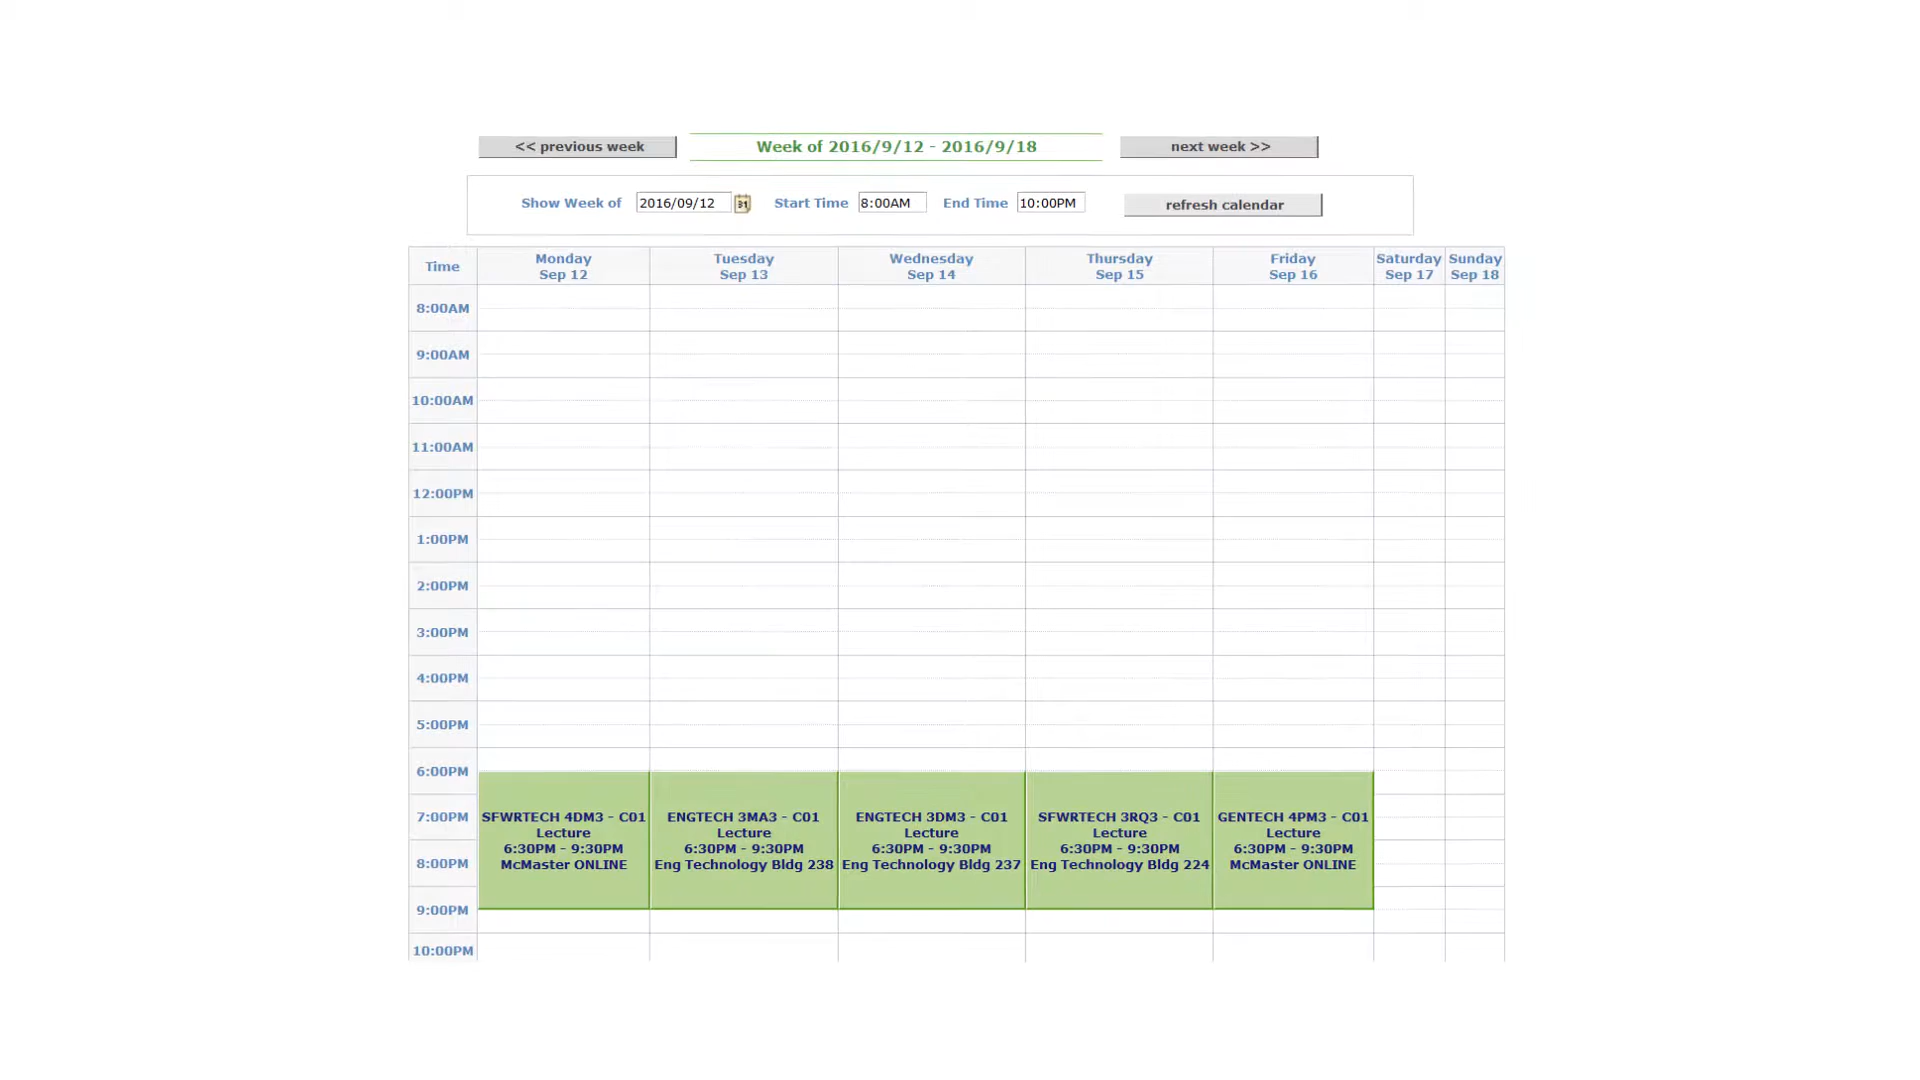 << previous week
Week of 2016/9/12 - 2016/9/18
next week >>
Show Week of 2016/09/12 31 Start Time 8:00AM End Time 10:00PM refresh calendar
Time
Monday
Sep 12
Tuesday
Sep 13
Wednesday
Sep 14
Thursday
Sep 15
Friday
Sep 16
Saturday
Sep 17
Sunday
Sep 18
8:00AM
9:00AM
10:00AM
11:00AM
12:00PM
1:00PM
2:00PM
3:00PM
4:00PM
5:00PM
6:00PM
7:00PM
8:00PM
9:00PM
10:00PM
SFWRTECH 4DM3 - C01
Lecture
6:30PM - 9:30PM
McMaster ONLINE
ENGTECH 3MA3 - C01
Lecture
6:30PM - 9:30PM
Eng Technology Bldg 238
ENGTECH 3DM3 - C01
Lecture
6:30PM - 9:30PM
Eng Technology Bldg 237
SFWRTECH 3RQ3 - C01
Lecture
6:30PM - 9:30PM
Eng Technology Bldg 224
GENTECH 4PM3 - C01
Lecture
6:30PM - 9:30PM
McMaster ONLINE